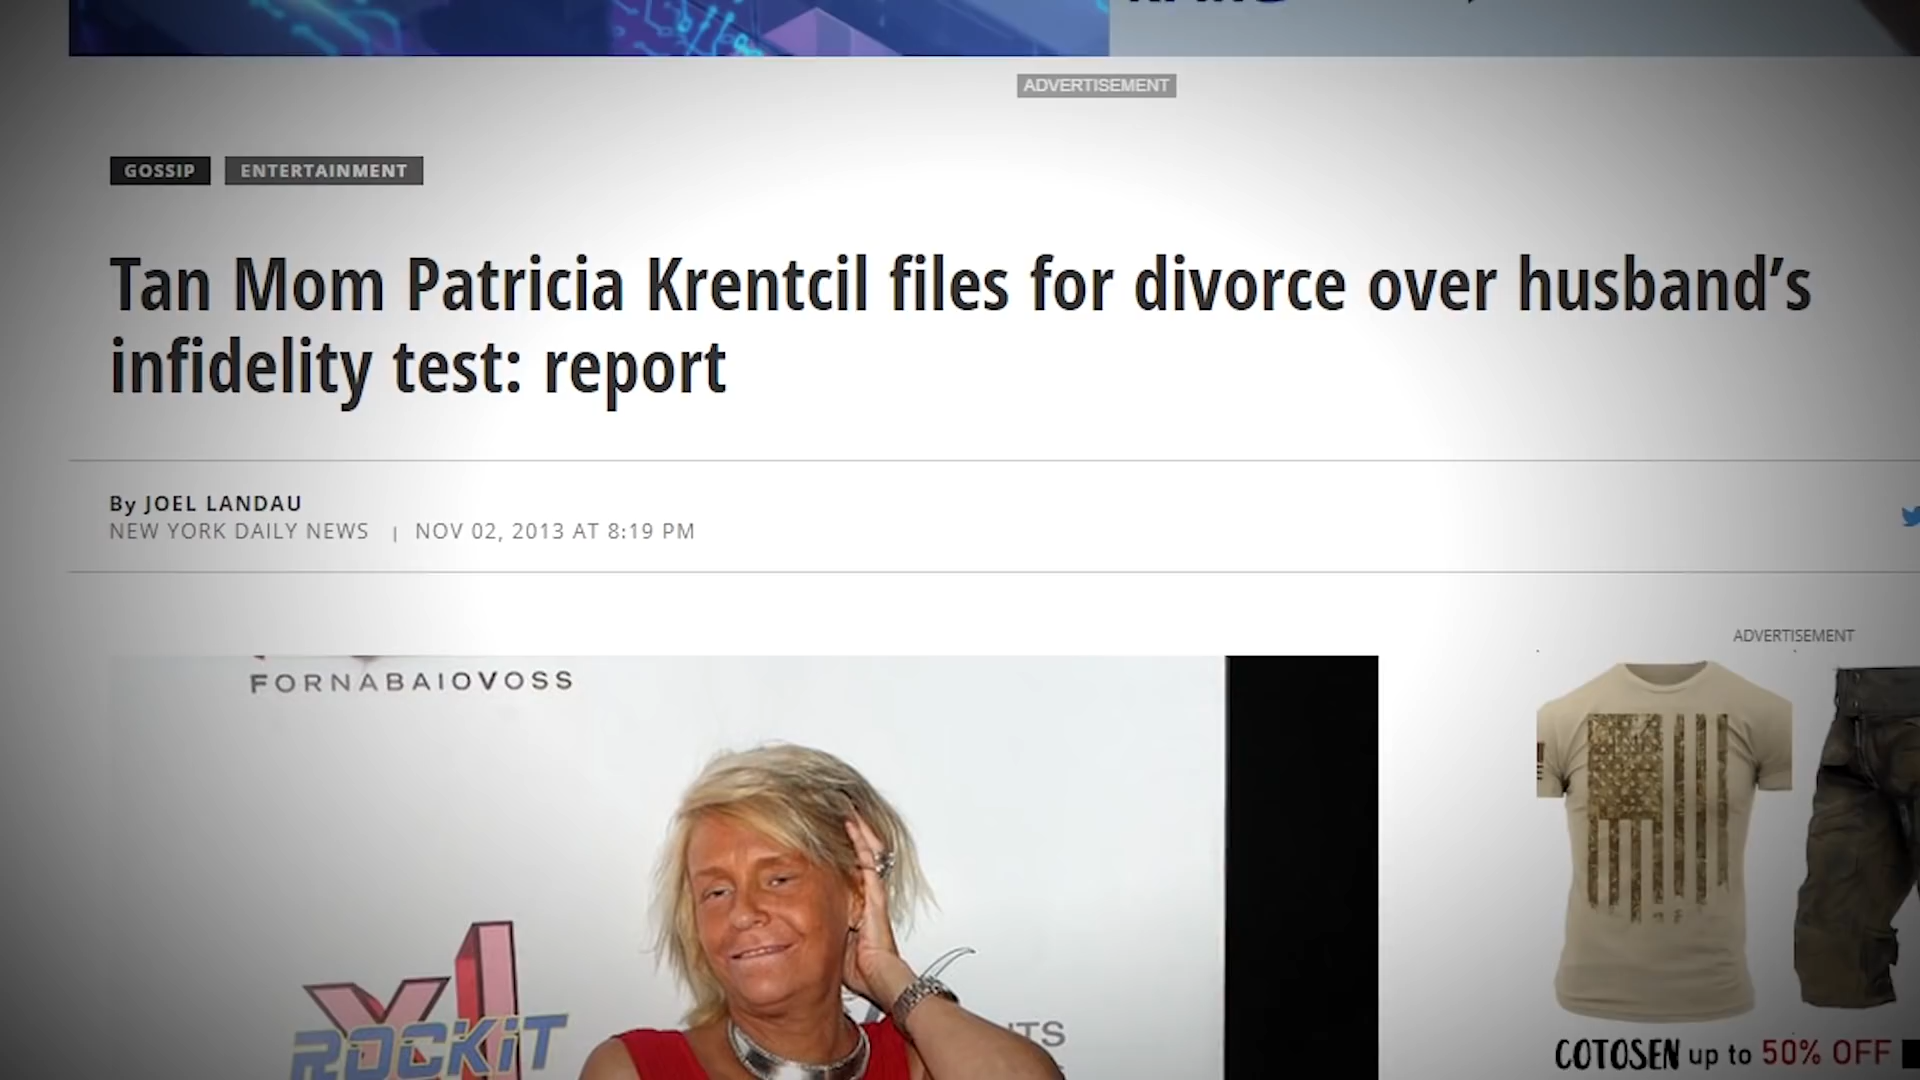 ADVERTISEMENT
GOSSIP ENTERTAINMENT
Tan Mom Patricia Krentcil files for divorce over husband’s
infidelity test: report
By JOEL LANDAU
NEW YORK DAILY NEWS | NOV 02, 2013 AT 8:19 PM
ADVERTISEMENT
FORNABAIOVOSS
ROCKiT
COTOSEN up to 50% OFF